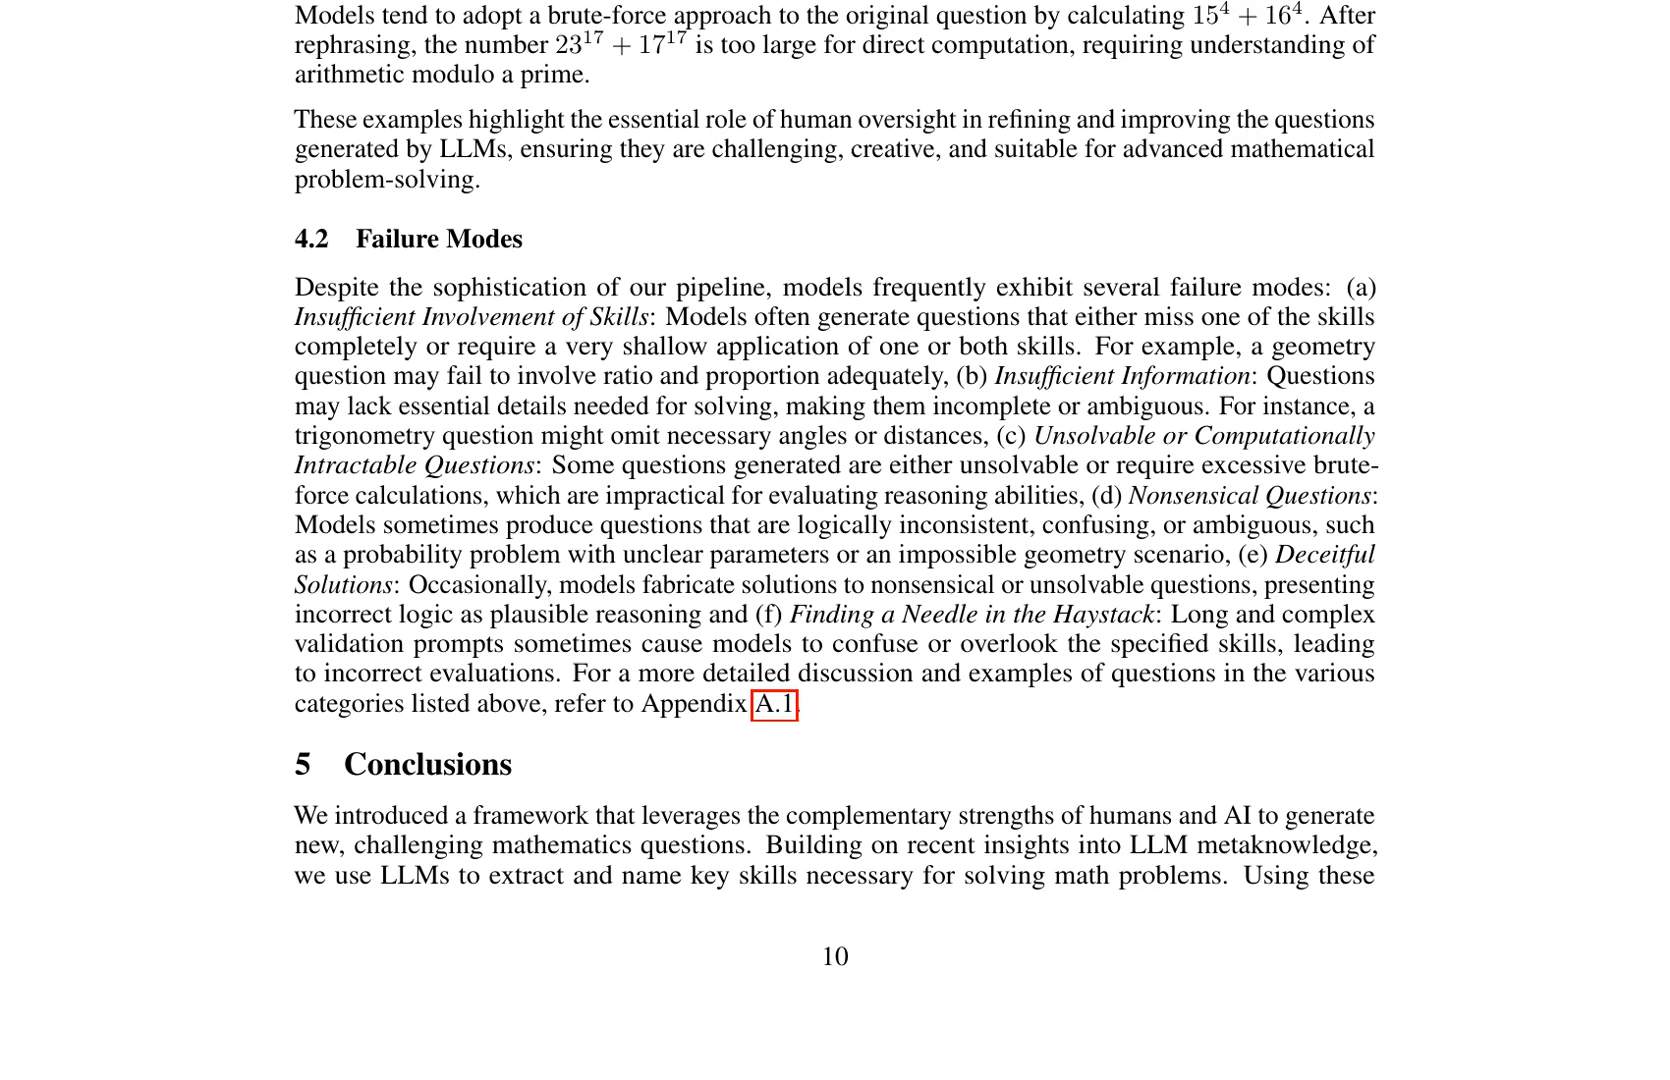 Models tend to adopt a brute-force approach to the original question by calculating 15⁴ + 16⁴. After
rephrasing, the number 23¹⁷ + 17¹⁷ is too large for direct computation, requiring understanding of
arithmetic modulo a prime.
These examples highlight the essential role of human oversight in refining and improving the questions
generated by LLMs, ensuring they are challenging, creative, and suitable for advanced mathematical
problem-solving.
4.2 Failure Modes
Despite the sophistication of our pipeline, models frequently exhibit several failure modes: (a)
Insufficient Involvement of Skills: Models often generate questions that either miss one of the skills
completely or require a very shallow application of one or both skills. For example, a geometry
question may fail to involve ratio and proportion adequately, (b) Insufficient Information: Questions
may lack essential details needed for solving, making them incomplete or ambiguous. For instance, a
trigonometry question might omit necessary angles or distances, (c) Unsolvable or Computationally
Intractable Questions: Some questions generated are either unsolvable or require excessive brute-
force calculations, which are impractical for evaluating reasoning abilities, (d) Nonsensical Questions:
Models sometimes produce questions that are logically inconsistent, confusing, or ambiguous, such
as a probability problem with unclear parameters or an impossible geometry scenario, (e) Deceitful
Solutions: Occasionally, models fabricate solutions to nonsensical or unsolvable questions, presenting
incorrect logic as plausible reasoning and (f) Finding a Needle in the Haystack: Long and complex
validation prompts sometimes cause models to confuse or overlook the specified skills, leading
to incorrect evaluations. For a more detailed discussion and examples of questions in the various
categories listed above, refer to Appendix A.1.
5 Conclusions
We introduced a framework that leverages the complementary strengths of humans and AI to generate
new, challenging mathematics questions. Building on recent insights into LLM metaknowledge,
we use LLMs to extract and name key skills necessary for solving math problems. Using these
10